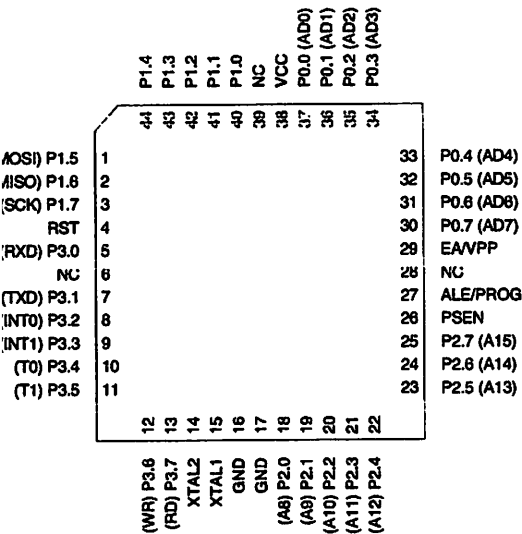 P1.4
P1.3
P1.2
P1.1
P1.0
NC
VCC
P0.0 (AD0)
P0.1 (AD1)
P0.2 (AD2)
P0.3 (AD3)
44
43
42
41
40
39
38
37
36
35
34
MOSI) P1.5 1
MISO) P1.6 2
(SCK) P1.7 3
RST 4
(RXD) P3.0 5
NC 6
(TXD) P3.1 7
(INT0) P3.2 8
(INT1) P3.3 9
(T0) P3.4 10
(T1) P3.5 11
33 P0.4 (AD4)
32 P0.5 (AD5)
31 P0.6 (AD6)
30 P0.7 (AD7)
29 EA/VPP
28 NC
27 ALE/PROG
26 PSEN
25 P2.7 (A15)
24 P2.6 (A14)
23 P2.5 (A13)
12
13
14
15
16
17
18
19
20
21
22
(WR) P3.6
(RD) P3.7
XTAL2
XTAL1
GND
GND
(A8) P2.0
(A9) P2.1
(A10) P2.2
(A11) P2.3
(A12) P2.4